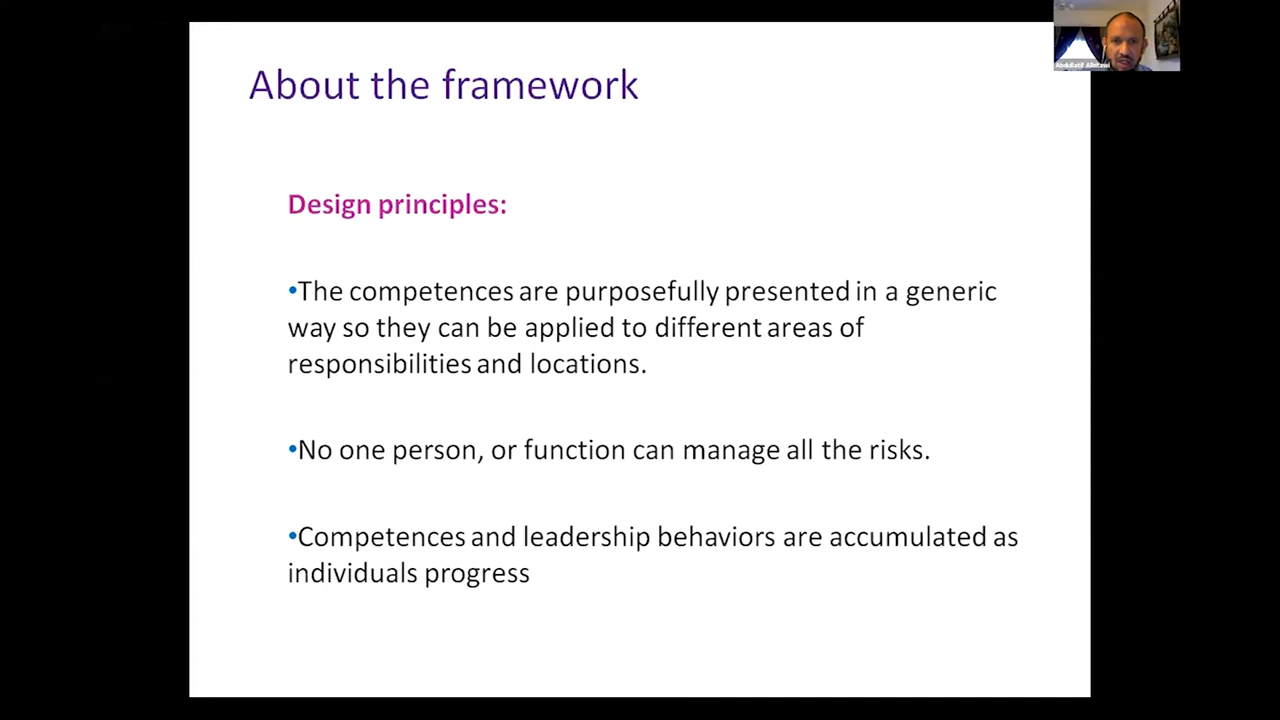 About the framework
Design principles:
•The competences are purposefully presented in a generic
way so they can be applied to different areas of
responsibilities and locations.
•No one person, or function can manage all the risks.
•Competences and leadership behaviors are accumulated as
individuals progress
Abdullatif